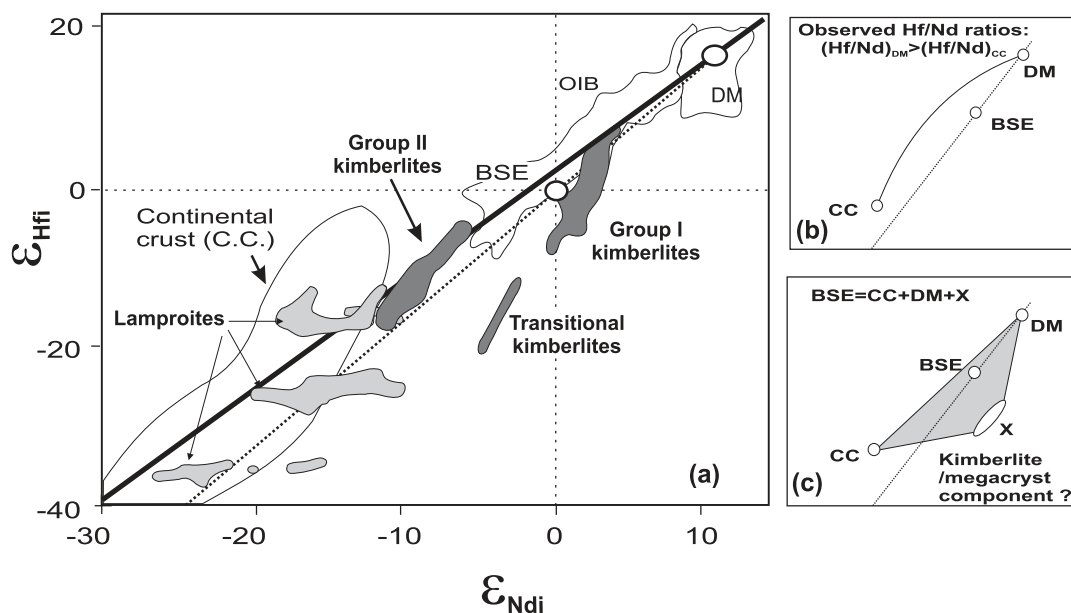 20
0
-20
-40
-30
-20
-10
0
10
εHfi
εNdi
OIB
DM
Group II
kimberlites
BSE
Continental
crust (C.C.)
Group I
kimberlites
Lamproites
Transitional
kimberlites
(a)
Observed Hf/Nd ratios:
(Hf/Nd)DM>(Hf/Nd)CC
DM
BSE
CC
(b)
BSE=CC+DM+X
DM
BSE
X
CC
Kimberlite
/megacryst
component ?
(c)